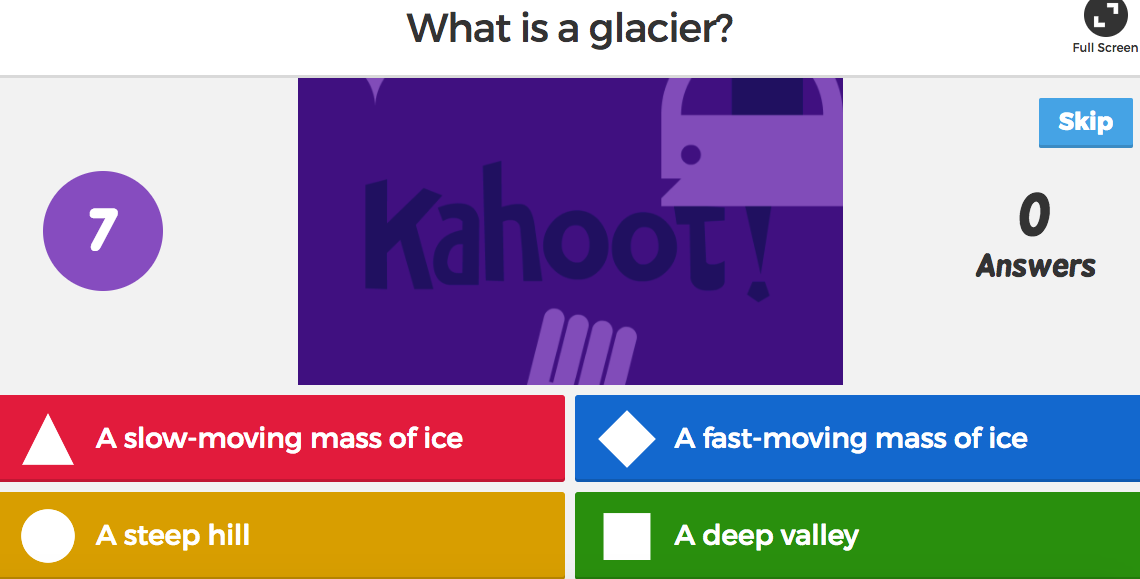 What is a glacier?
Full Screen
Skip
7
Kahoot!
0
Answers
A slow-moving mass of ice
A fast-moving mass of ice
A steep hill
A deep valley